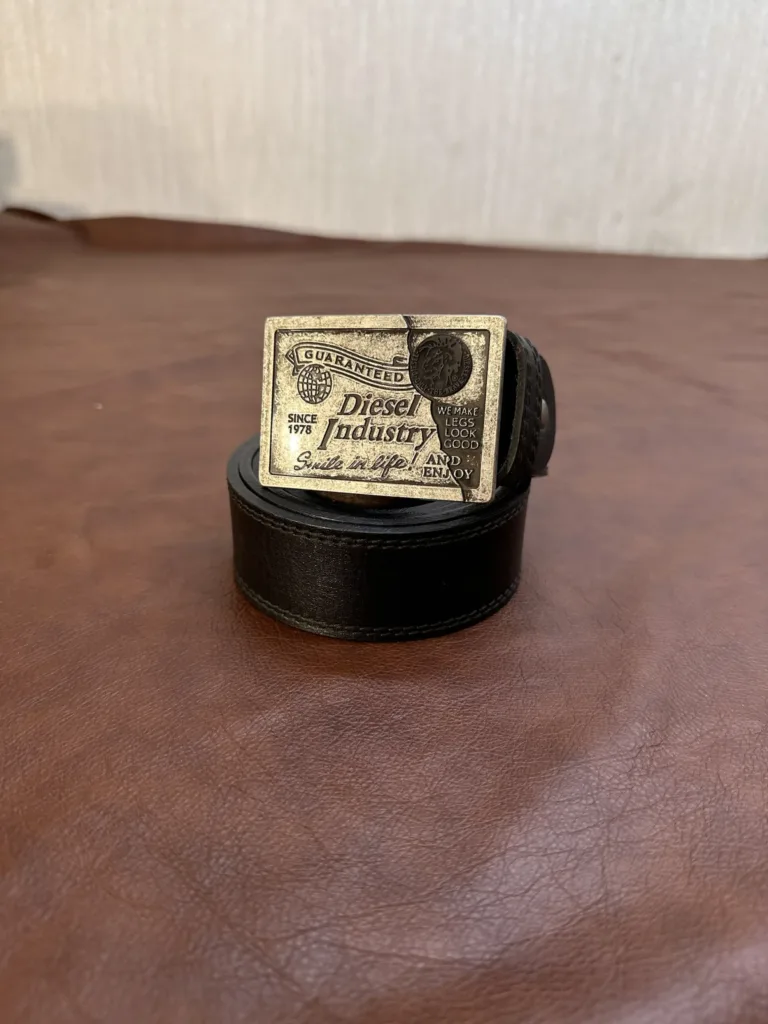 GUARANTEED
SINCE
1978
Diesel
Industry
Smile in life!
WE MAKE
LEGS
LOOK
GOOD
AND
ENJOY